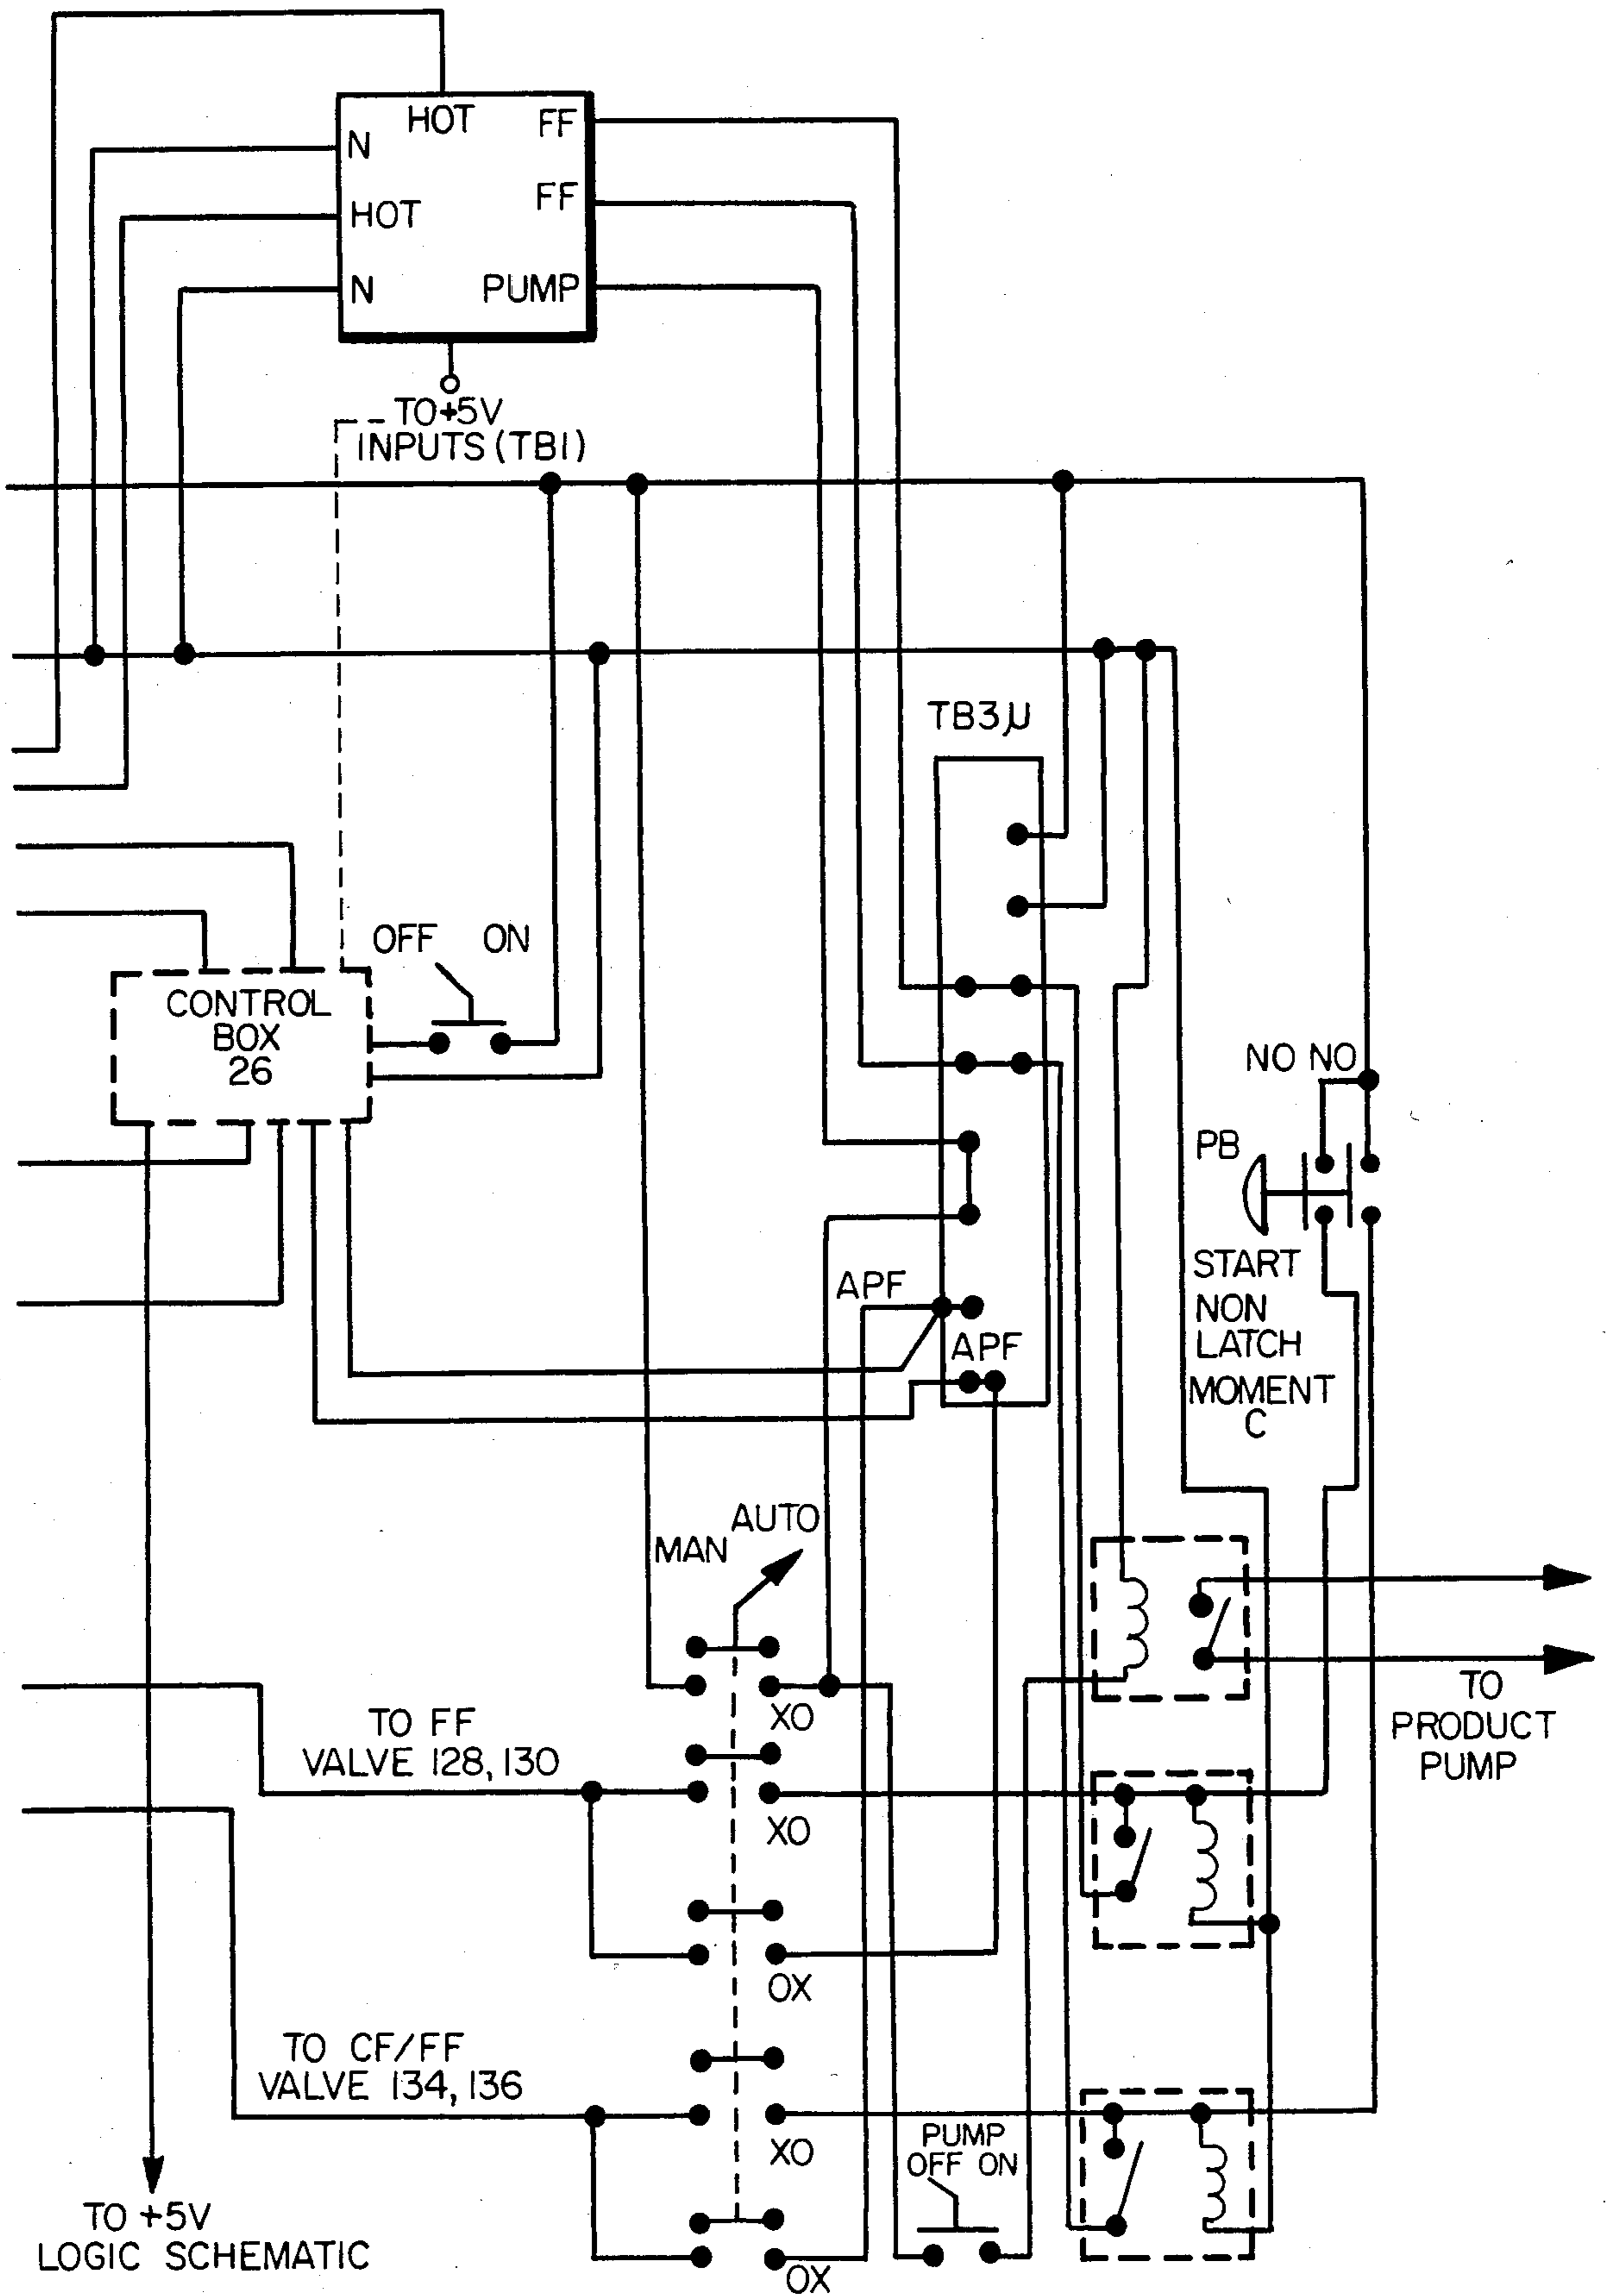 HOT
FF
N
FF
HOT
N
PUMP
TO+5V
INPUTS (TB1)
TB3μ
OFF ON
CONTROL
BOX
26
NO NO
PB
START
NON
LATCH
MOMENT
C
APF
APF
AUTO
MAN
XO
TO FF
VALVE 128, 130
XO
TO
PRODUCT
PUMP
OX
TO CF/FF
VALVE 134, 136
XO
PUMP
OFF ON
TO +5V
LOGIC SCHEMATIC
OX